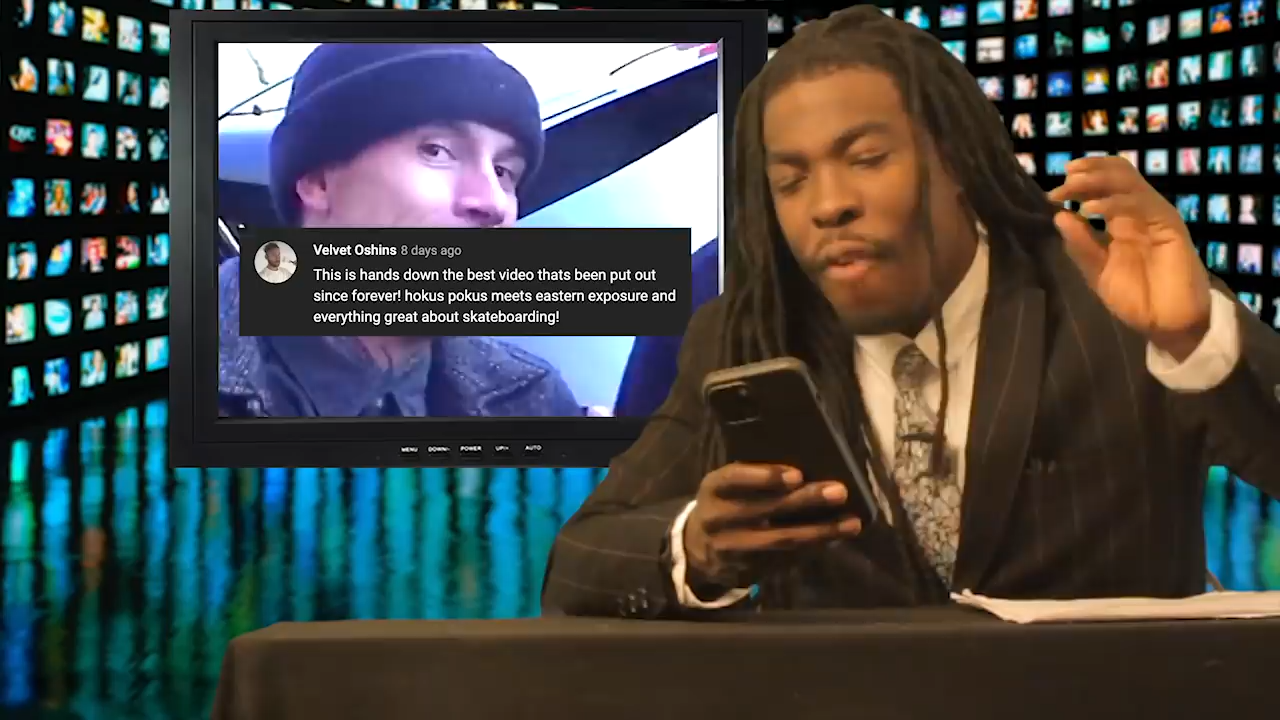 Velvet Oshins 8 days ago
This is hands down the best video thats been put out
since forever! hokus pokus meets eastern exposure and
everything great about skateboarding!
MENU DOWN/- POWER UP/+ AUTO
QVC